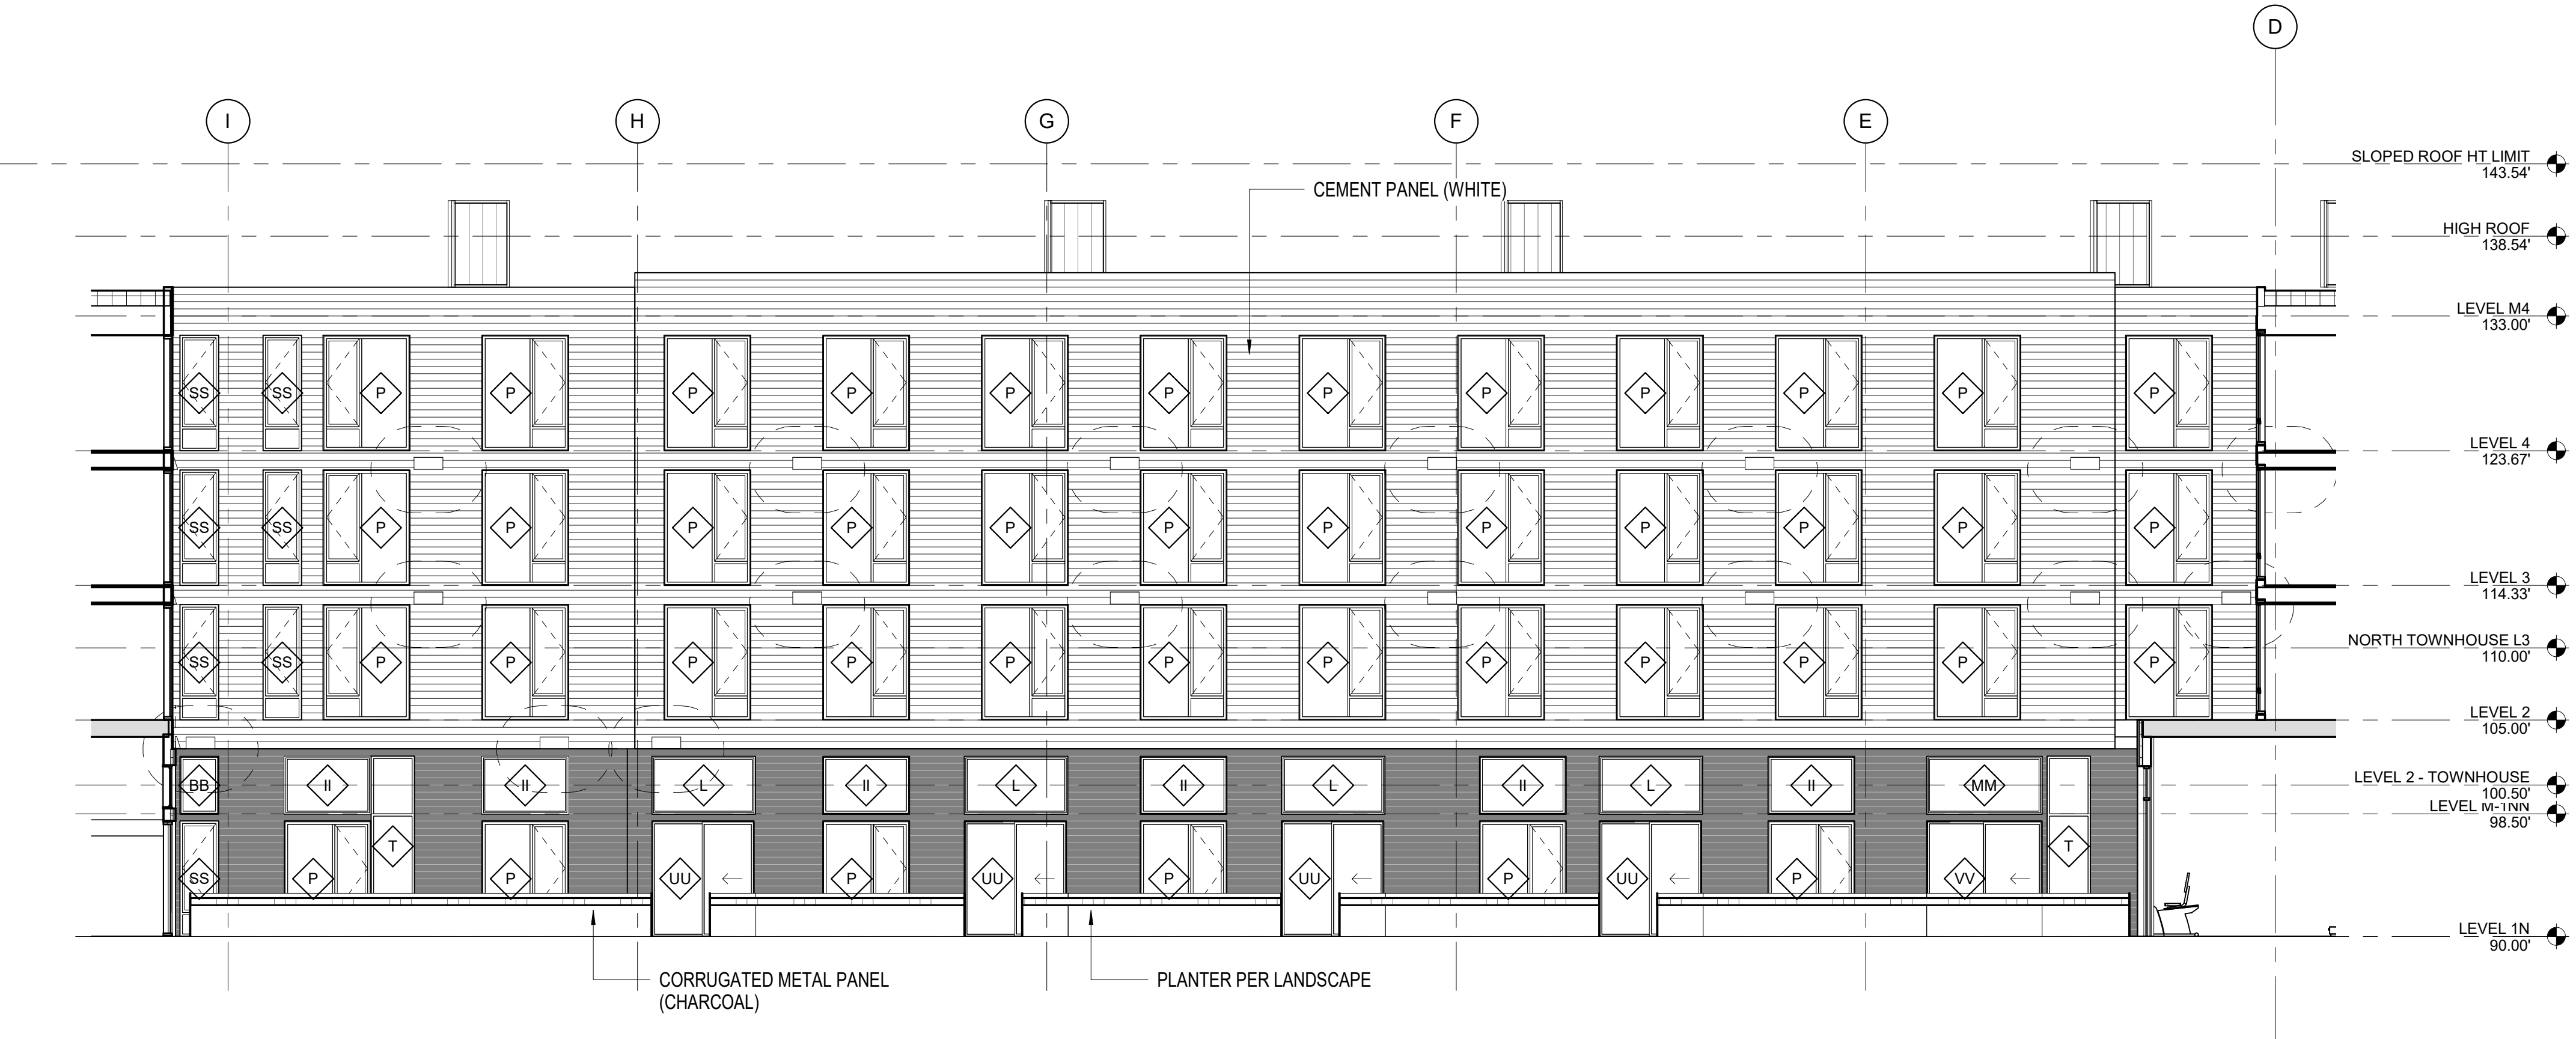 D
I
H
G
F
E
SLOPED ROOF HT LIMIT
143.54'
CEMENT PANEL (WHITE)
HIGH ROOF
138.54'
LEVEL M4
133.00'
SS SS P P P P P P P P P P P P
LEVEL 4
123.67'
SS SS P P P P P P P P P P P P
LEVEL 3
114.33'
NORTH TOWNHOUSE L3
110.00'
SS SS P P P P P P P P P P P P
LEVEL 2
105.00'
LEVEL 2 - TOWNHOUSE
100.50'
BB II II L II L II L II L II MM
LEVEL M-1NN
98.50'
T T
SS P P UU P UU P UU P UU P VV
LEVEL 1N
90.00'
CORRUGATED METAL PANEL
(CHARCOAL)
PLANTER PER LANDSCAPE